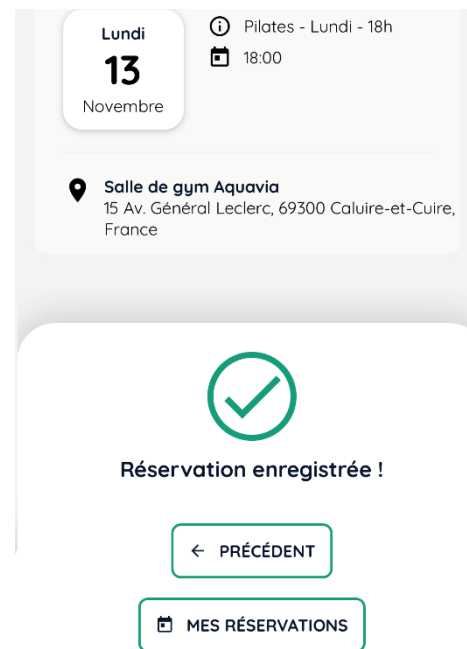 Lundi
13
Novembre
Pilates - Lundi - 18h
18:00
Salle de gym Aquavia
15 Av. Général Leclerc, 69300 Caluire-et-Cuire,
France
Réservation enregistrée !
← PRÉCÉDENT
MES RÉSERVATIONS